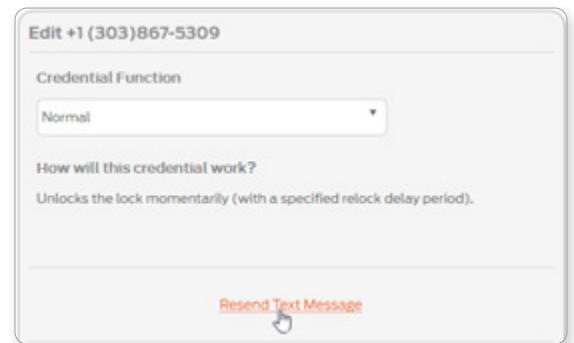 Edit +1 (303)867-5309
Credential Function
Normal
How will this credential work?
Unlocks the lock momentarily (with a specified relock delay period).
Resend Text Message